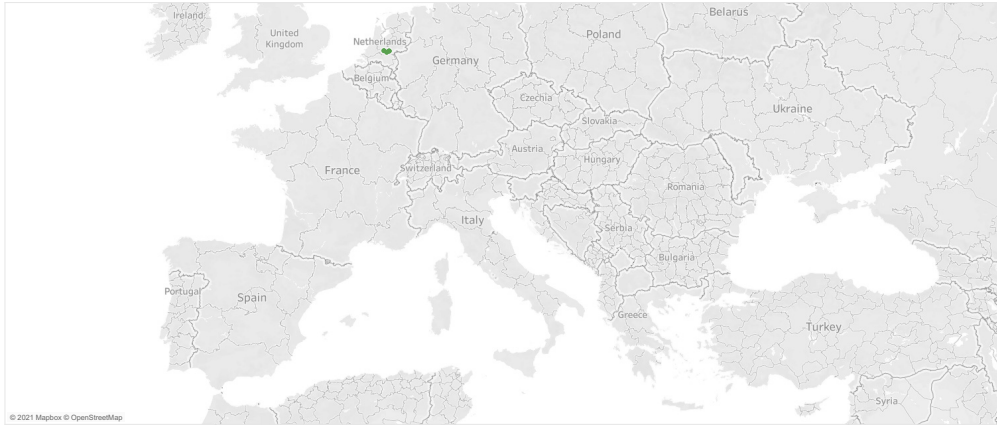 Ireland
United
Kingdom
Netherlands
Belgium
Germany
Poland
Belarus
Czechia
Slovakia
Ukraine
Austria
Hungary
France
Switzerland
Romania
Italy
Serbia
Bulgaria
Portugal
Spain
Greece
Turkey
Syria
© 2021 Mapbox © OpenStreetMap